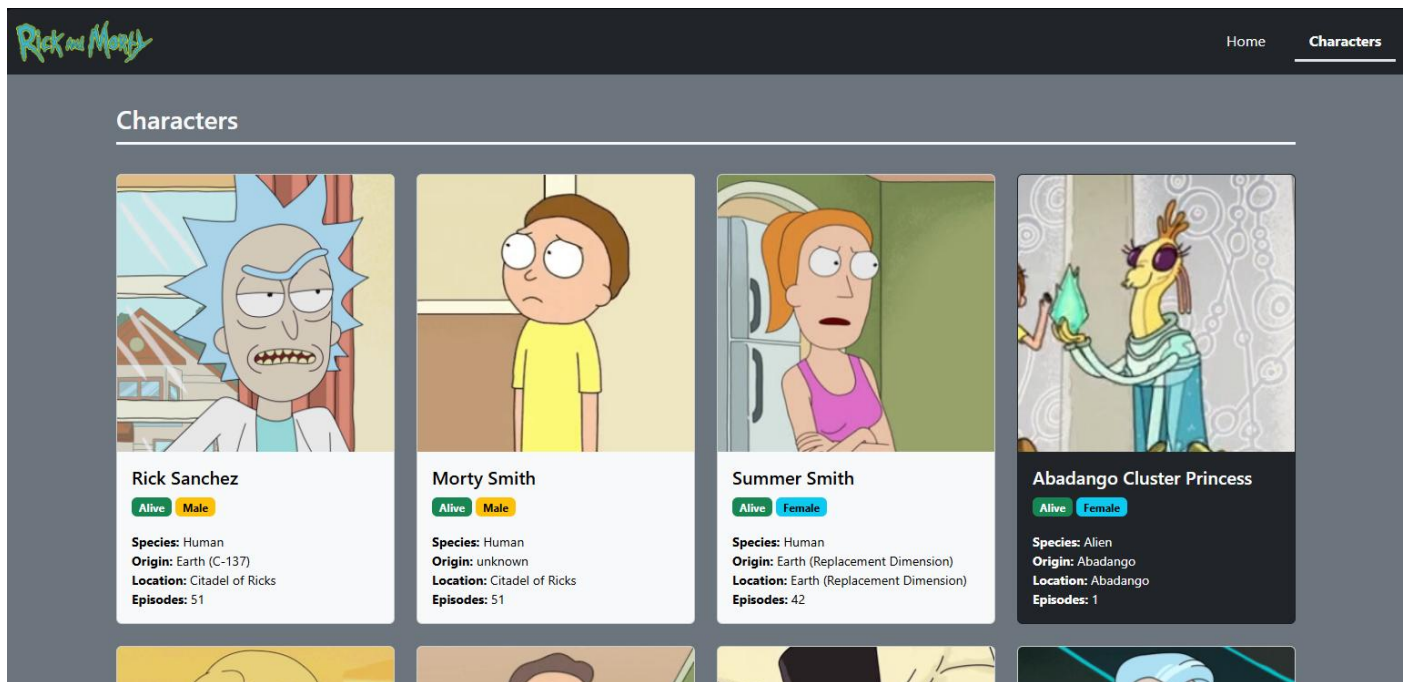 Rick and Morty
Home
Characters
Characters
Rick Sanchez
Alive Male
Species: Human
Origin: Earth (C-137)
Location: Citadel of Ricks
Episodes: 51
Morty Smith
Alive Male
Species: Human
Origin: unknown
Location: Citadel of Ricks
Episodes: 51
Summer Smith
Alive Female
Species: Human
Origin: Earth (Replacement Dimension)
Location: Earth (Replacement Dimension)
Episodes: 42
Abadango Cluster Princess
Alive Female
Species: Alien
Origin: Abadango
Location: Abadango
Episodes: 1